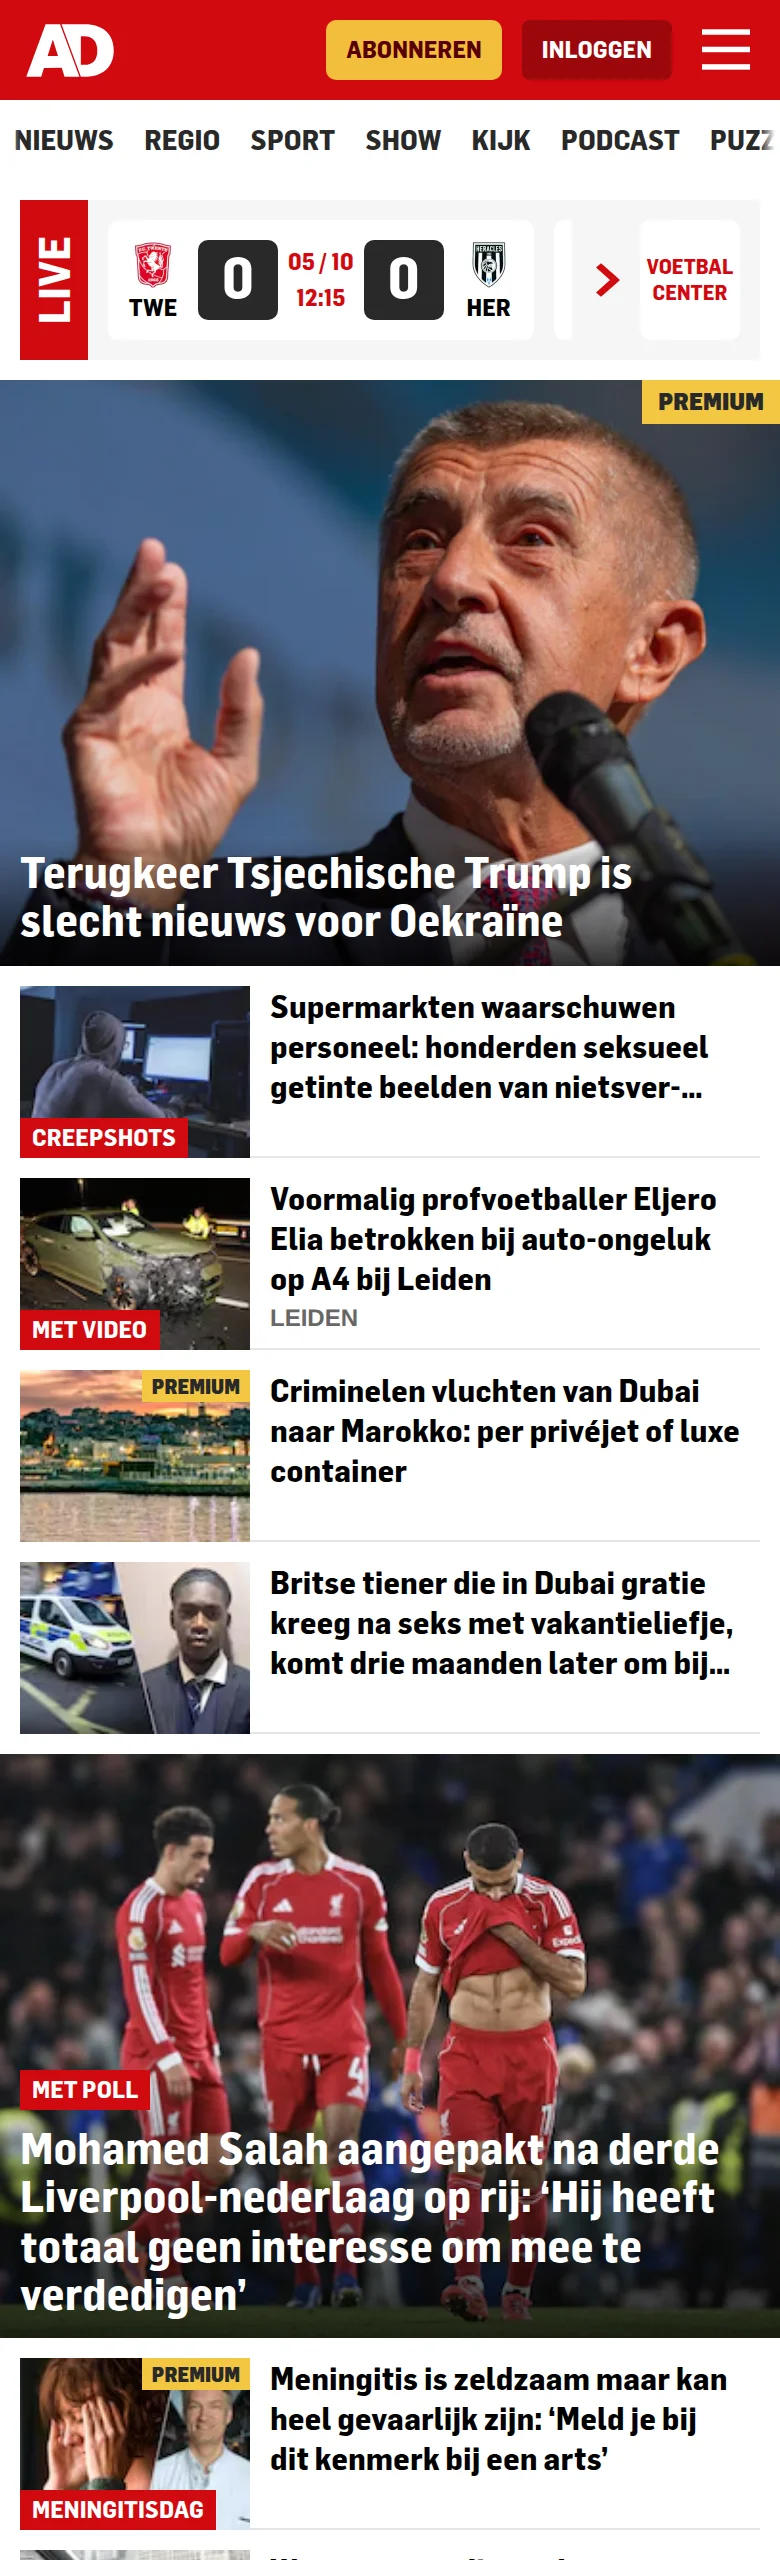 AD
ABONNEREN
INLOGGEN
NIEUWS REGIO SPORT SHOW KIJK PODCAST PUZZ
LIVE
TWE
0
05 / 10
12:15
0
HERACLES
HER
VOETBAL
CENTER
PREMIUM
Terugkeer Tsjechische Trump is
slecht nieuws voor Oekraïne
Supermarkten waarschuwen
personeel: honderden seksueel
getinte beelden van nietsver-...
CREEPSHOTS
Voormalig profvoetballer Eljero
Elia betrokken bij auto-ongeluk
op A4 bij Leiden
LEIDEN
MET VIDEO
PREMIUM
Criminelen vluchten van Dubai
naar Marokko: per privéjet of luxe
container
Britse tiener die in Dubai gratie
kreeg na seks met vakantieliefje,
komt drie maanden later om bij...
MET POLL
Mohamed Salah aangepakt na derde
Liverpool-nederlaag op rij: ‘Hij heeft
totaal geen interesse om mee te
verdedigen’
PREMIUM
Meningitis is zeldzaam maar kan
heel gevaarlijk zijn: ‘Meld je bij
dit kenmerk bij een arts’
MENINGITISDAG